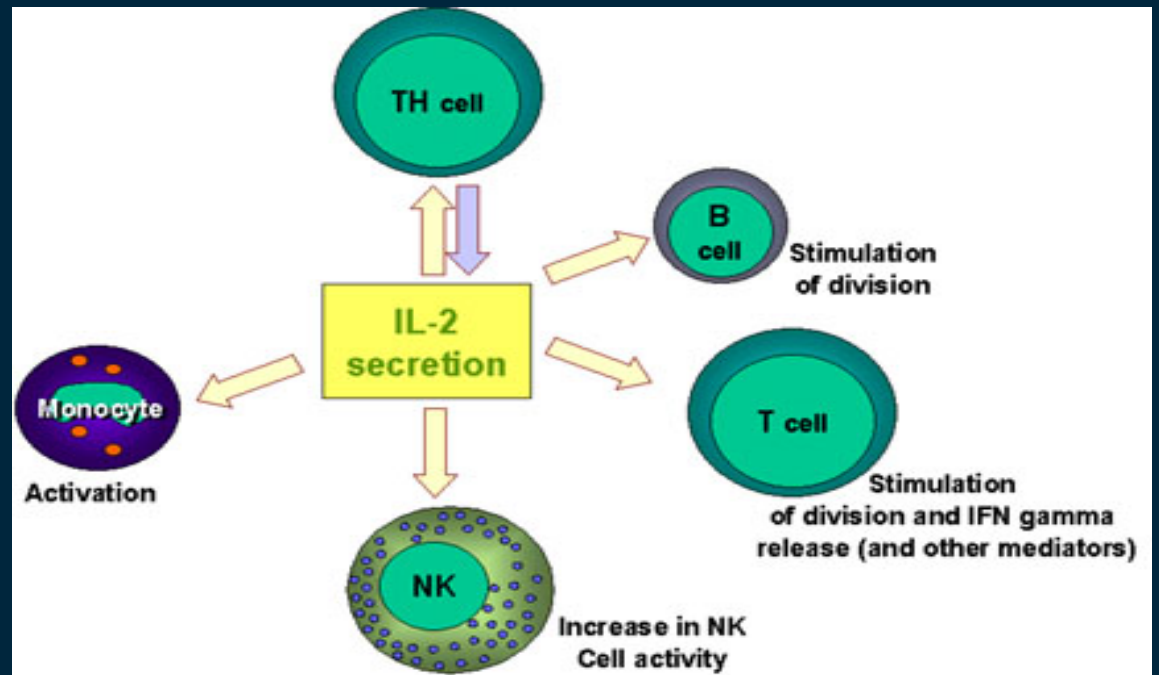 TH cell
B
cell
Stimulation
of division
IL-2
secretion
Monocyte
Activation
T cell
Stimulation
of division and IFN gamma
release (and other mediators)
NK
Increase in NK
Cell activity